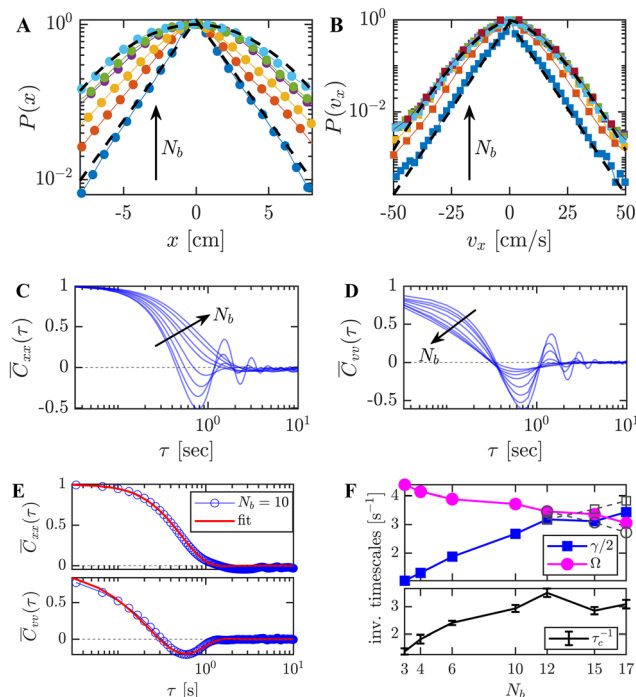 A
10^0
P(x)
N_b
10^-2
-5 0 5
x [cm]
B
10^0
P(v_x)
10^-2
N_b
-50 -25 0 25 50
v_x [cm/s]
C
1
0.5
0
-0.5
C̅_xx(τ)
N_b
10^0 10^1
τ [sec]
D
1
0.5
0
-0.5
C̅_vv(τ)
N_b
10^0 10^1
τ [sec]
E
1
0.5
0
C̅_xx(τ)
N_b = 10
fit
0.5
0
C̅_vv(τ)
10^0 10^1
τ [s]
F
inv. timescales [s^-1]
4
3
2
γ/2
Ω
3
2
τ_c^-1
3 4 6 10 12 15 17
N_b